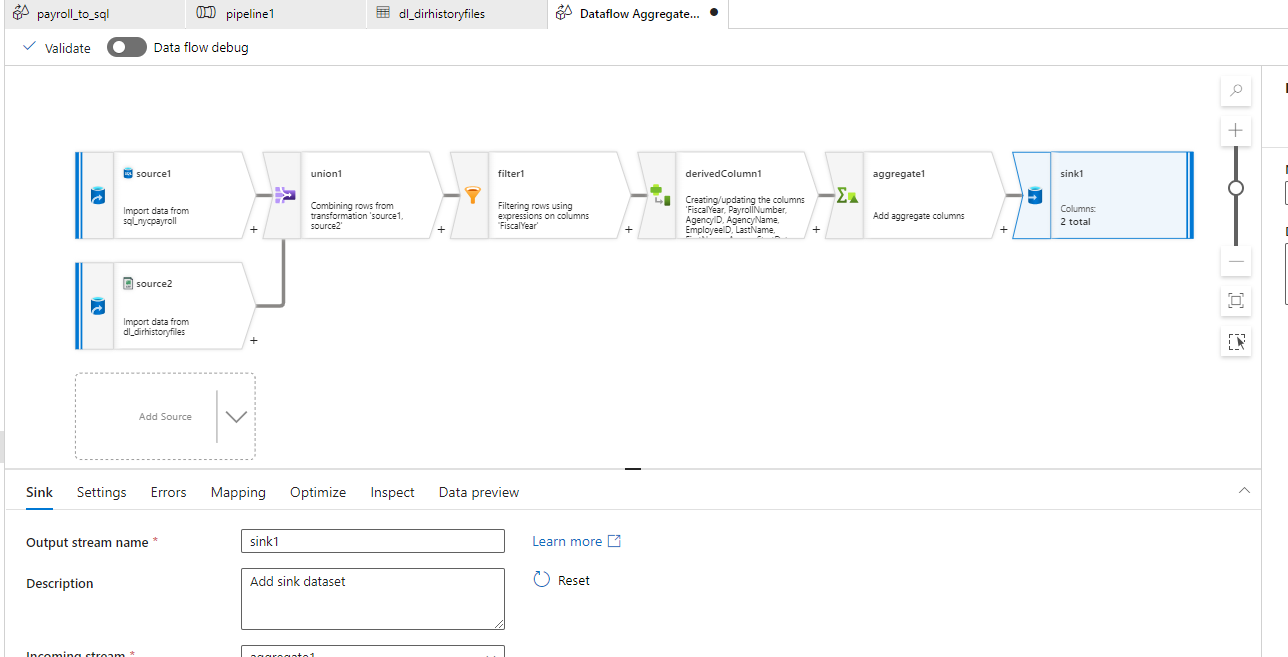 payroll_to_sql
pipeline1
dl_dirhistoryfiles
Dataflow Aggregate...
Validate
Data flow debug
source1
Import data from
sql_nycpayroll
union1
Combining rows from
transformation 'source1,
source2'
filter1
Filtering rows using
expressions on columns
'FiscalYear'
derivedColumn1
Creating/updating the columns
'FiscalYear, PayrollNumber,
AgencyID, AgencyName,
EmployeeID, LastName,
aggregate1
Add aggregate columns
sink1
Columns:
2 total
source2
Import data from
dl_dirhistoryfiles
Add Source
Sink
Settings
Errors
Mapping
Optimize
Inspect
Data preview
Output stream name *
sink1
Learn more
Description
Add sink dataset
Reset
Incoming stream *
aggregate1